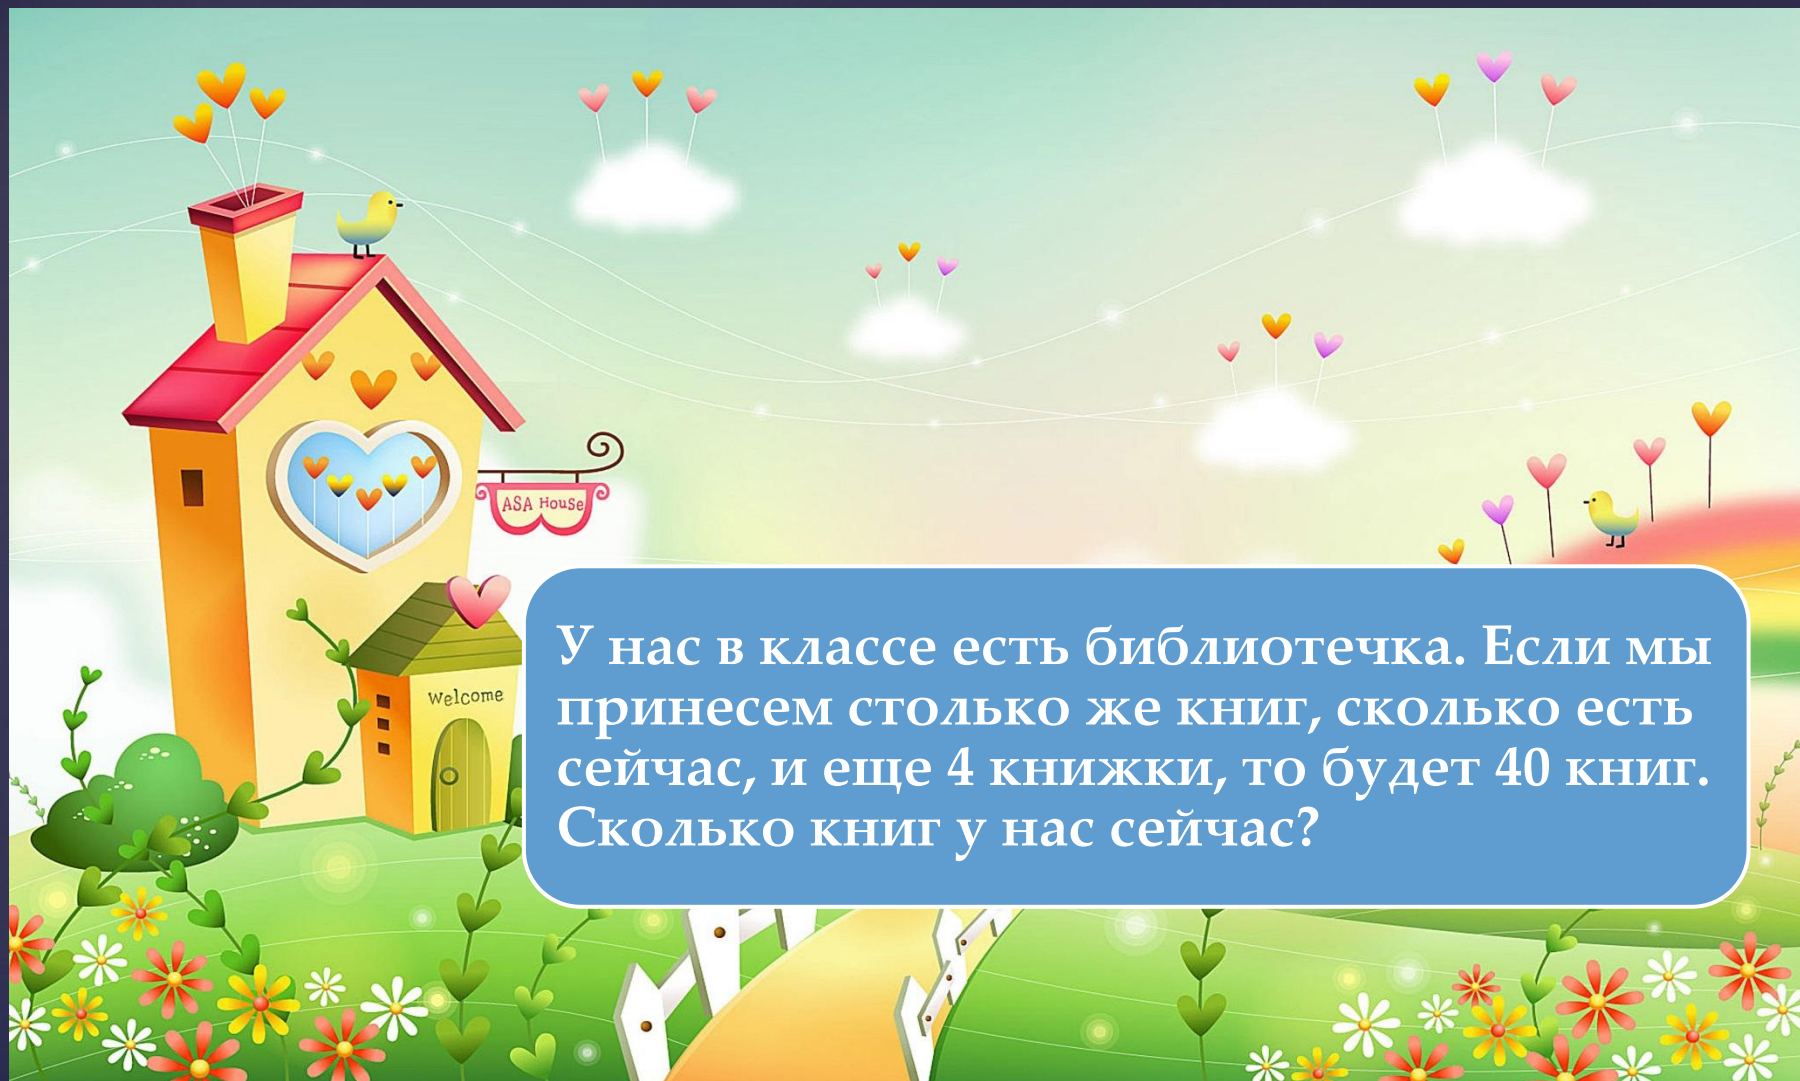 ASA House
Welcome
У нас в классе есть библиотечка. Если мы
принесем столько же книг, сколько есть
сейчас, и еще 4 книжки, то будет 40 книг.
Сколько книг у нас сейчас?